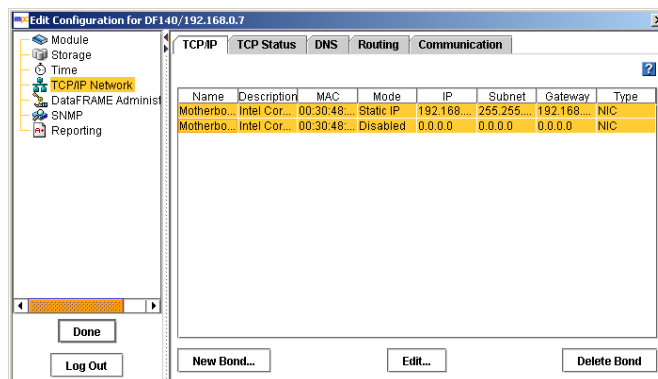 Edit Configuration for DF140/192.168.0.7
Module
Storage
Time
TCP/IP Network
DataFRAME Administ
SNMP
Reporting
Done
Log Out
TCP/IP TCP Status DNS Routing Communication
?
Name Description MAC Mode IP Subnet Gateway Type
Motherbo... Intel Cor... 00:30:48:... Static IP 192.168.... 255.255.... 192.168.... NIC
Motherbo... Intel Cor... 00:30:48:... Disabled 0.0.0.0 0.0.0.0 0.0.0.0 NIC
New Bond... Edit... Delete Bond